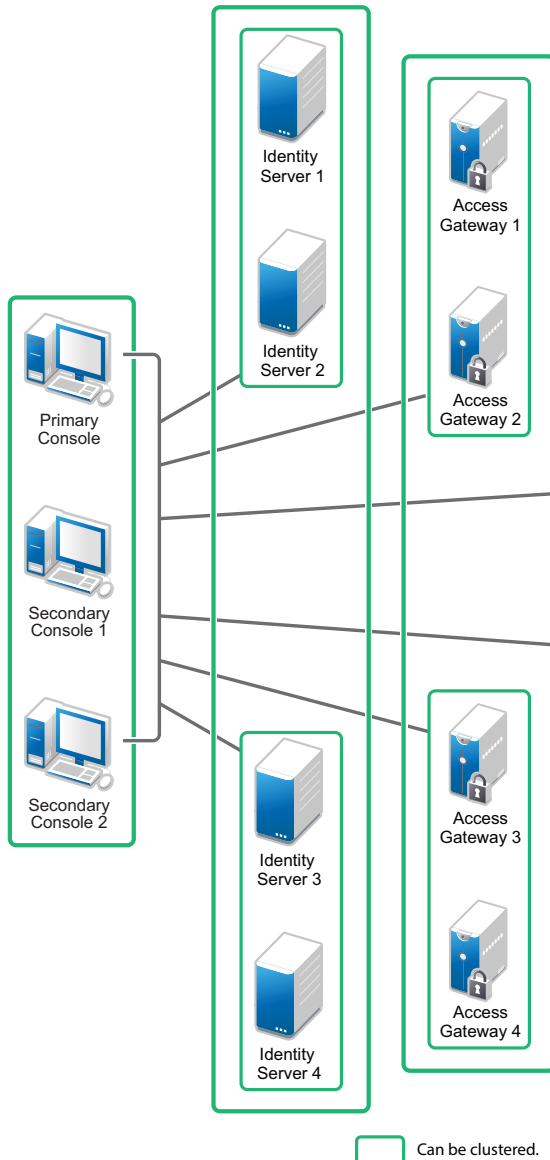 Identity
Server 1
Access
Gateway 1
Identity
Server 2
Access
Gateway 2
Primary
Console
Secondary
Console 1
Secondary
Console 2
Identity
Server 3
Access
Gateway 3
Identity
Server 4
Access
Gateway 4
Can be clustered.